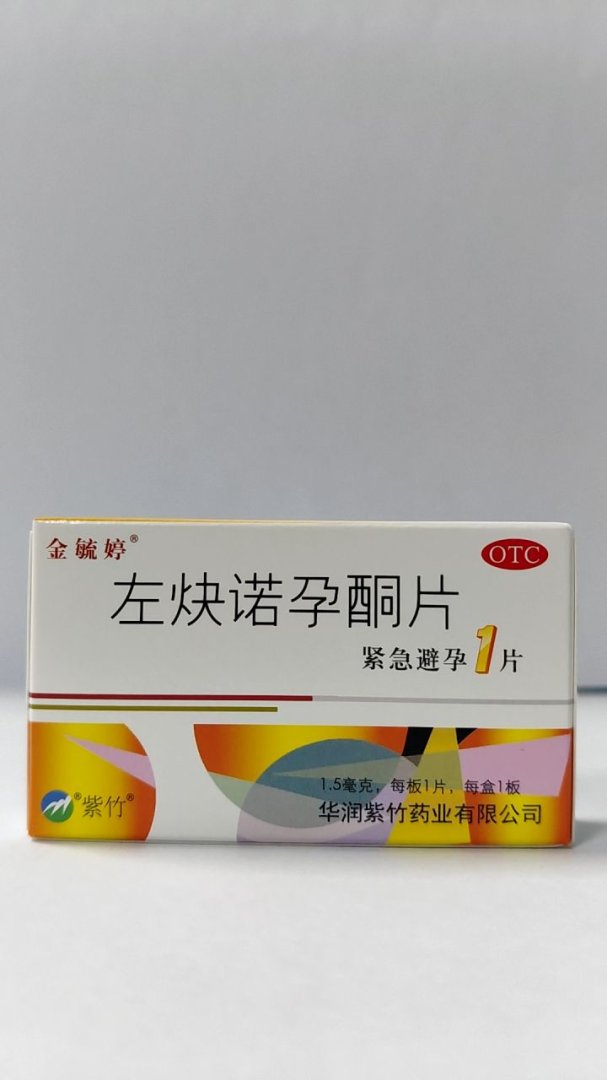 金毓婷®
OTC
左炔诺孕酮片
紧急避孕1片
1.5毫克，每板1片，每盒1板
®紫竹®
华润紫竹药业有限公司